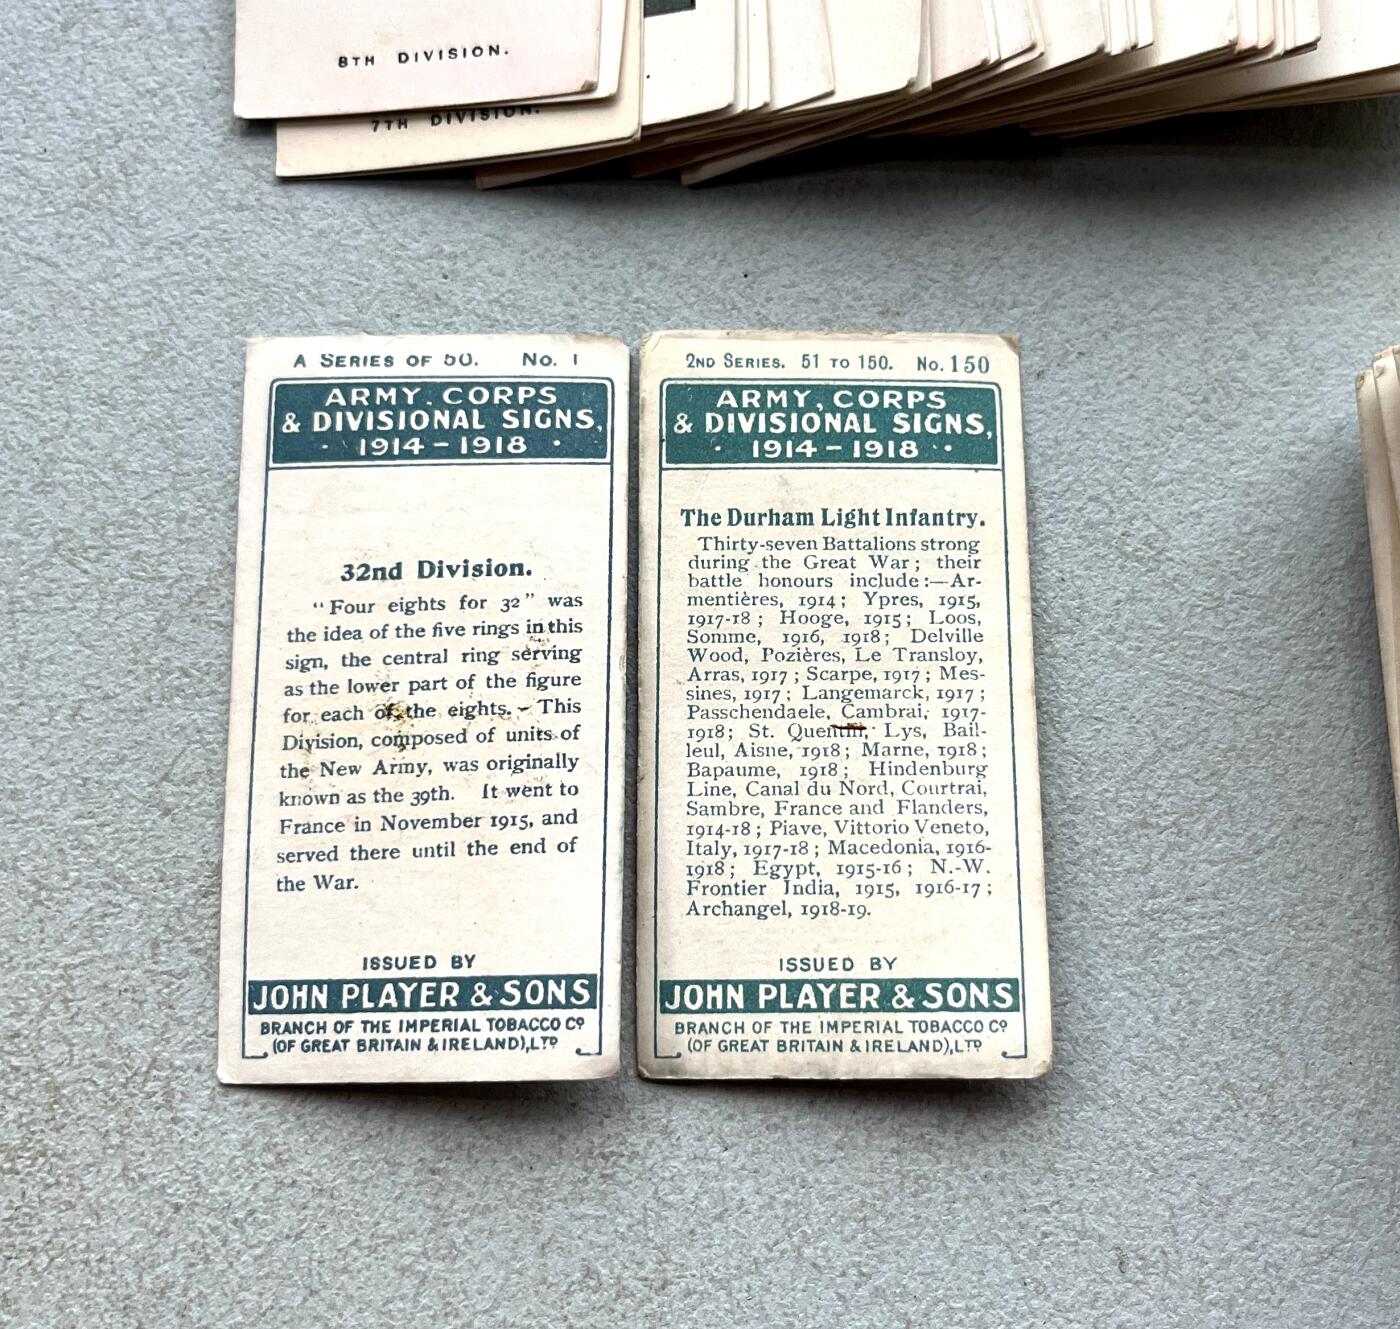 8TH DIVISION.
7TH DIVISION.
A SERIES OF 50. No. 1
ARMY, CORPS
& DIVISIONAL SIGNS,
· 1914-1918 ·
32nd Division.
"Four eights for 32" was
the idea of the five rings in this
sign, the central ring serving
as the lower part of the figure
for each of the eights. - This
Division, composed of units of
the New Army, was originally
known as the 39th. It went to
France in November 1915, and
served there until the end of
the War.
ISSUED BY
JOHN PLAYER & SONS
BRANCH OF THE IMPERIAL TOBACCO Co
(OF GREAT BRITAIN & IRELAND), LTD
2ND SERIES. 51 TO 150. No. 150
ARMY, CORPS
& DIVISIONAL SIGNS,
· 1914-1918 ··
The Durham Light Infantry.
Thirty-seven Battalions strong
during the Great War; their
battle honours include:—Ar-
mentières, 1914; Ypres, 1915,
1917-18; Hooge, 1915; Loos,
Somme, 1916, 1918; Delville
Wood, Pozières, Le Transloy,
Arras, 1917; Scarpe, 1917; Mes-
sines, 1917; Langemarck, 1917;
Passchendaele, Cambrai, 1917-
1918; St. Quentin, Lys, Bail-
leul, Aisne, 1918; Marne, 1918;
Bapaume, 1918; Hindenburg
Line, Canal du Nord, Courtrai,
Sambre, France and Flanders,
1914-18; Piave, Vittorio Veneto,
Italy, 1917-18; Macedonia, 1916-
1918; Egypt, 1915-16; N.-W.
Frontier India, 1915, 1916-17;
Archangel, 1918-19.
ISSUED BY
JOHN PLAYER & SONS
BRANCH OF THE IMPERIAL TOBACCO Co
(OF GREAT BRITAIN & IRELAND), LTD